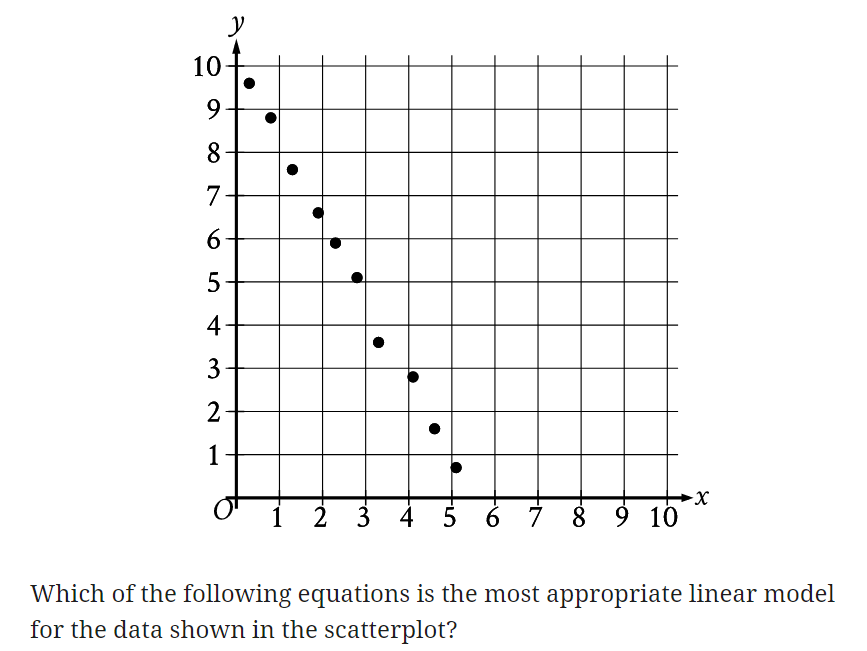 y
10
9
8
7
6
5
4
3
2
1
O 1 2 3 4 5 6 7 8 9 10 x
Which of the following equations is the most appropriate linear model
for the data shown in the scatterplot?